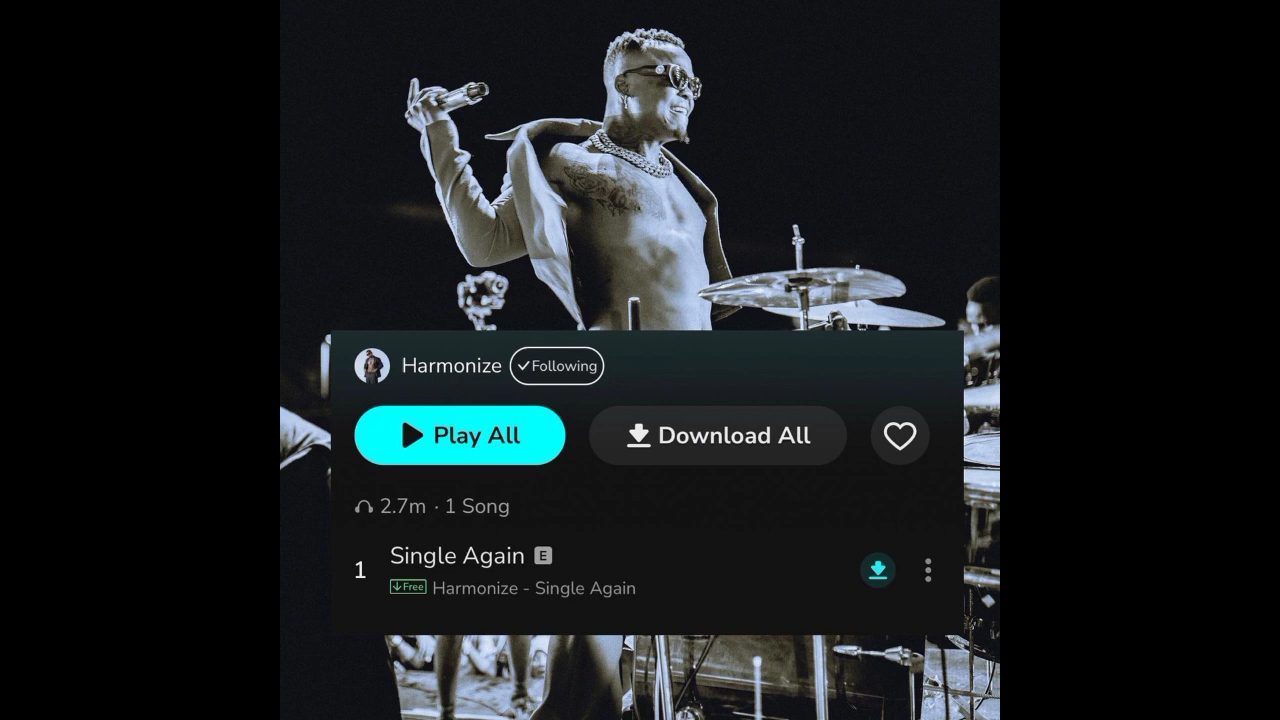 Harmonize Following
Play All Download All
2.7m · 1 Song
1 Single Again E
Free Harmonize - Single Again